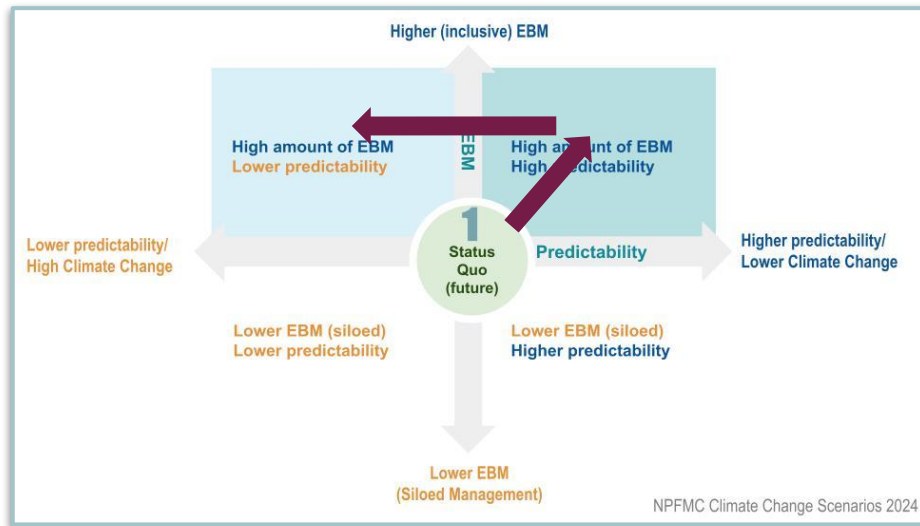 Higher (inclusive) EBM
High amount of EBM
Lower predictability
EBM
High amount of EBM
High predictability
1
Status
Quo
(future)
Lower predictability/
High Climate Change
Predictability
Higher predictability/
Lower Climate Change
Lower EBM (siloed)
Lower predictability
Lower EBM (siloed)
Higher predictability
Lower EBM
(Siloed Management)
NPFMC Climate Change Scenarios 2024